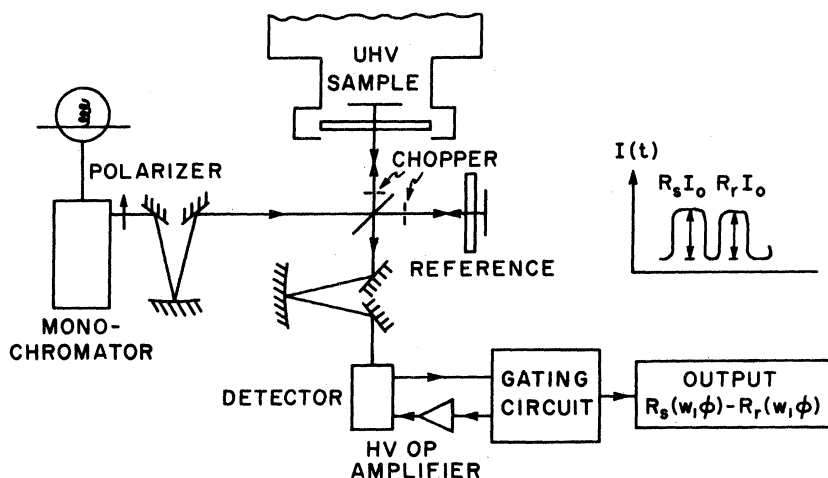 UHV
SAMPLE
POLARIZER
CHOPPER
I(t)
RsIo RrIo
REFERENCE
MONO-
CHROMATOR
DETECTOR
GATING
CIRCUIT
OUTPUT
Rs(w,φ)-Rr(w,φ)
HV OP
AMPLIFIER